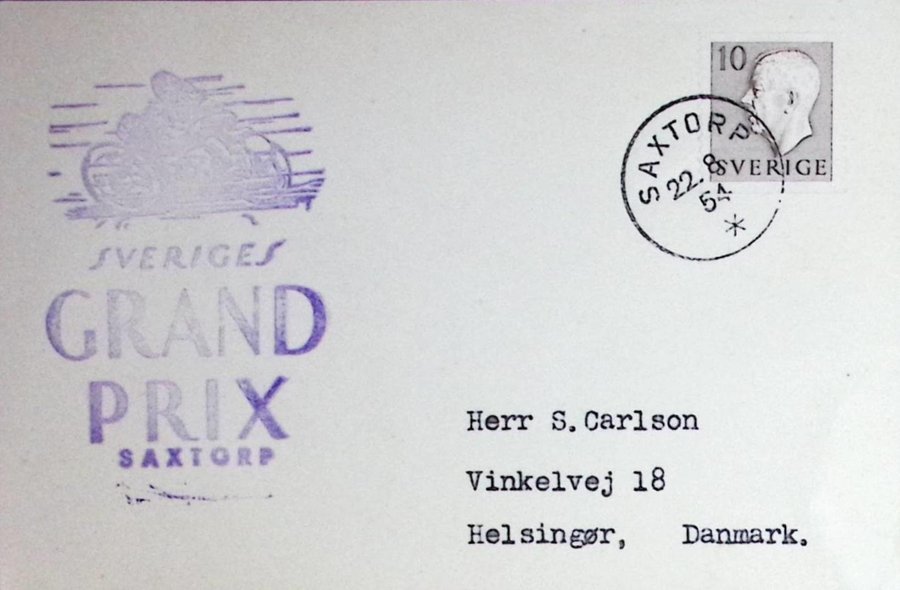 SVERIGES
GRAND
PRIX
SAXTORP
10
SVERIGE
SAXTORP
22.8
54
Herr S.Carlson
Vinkelvej 18
Helsingør, Danmark.